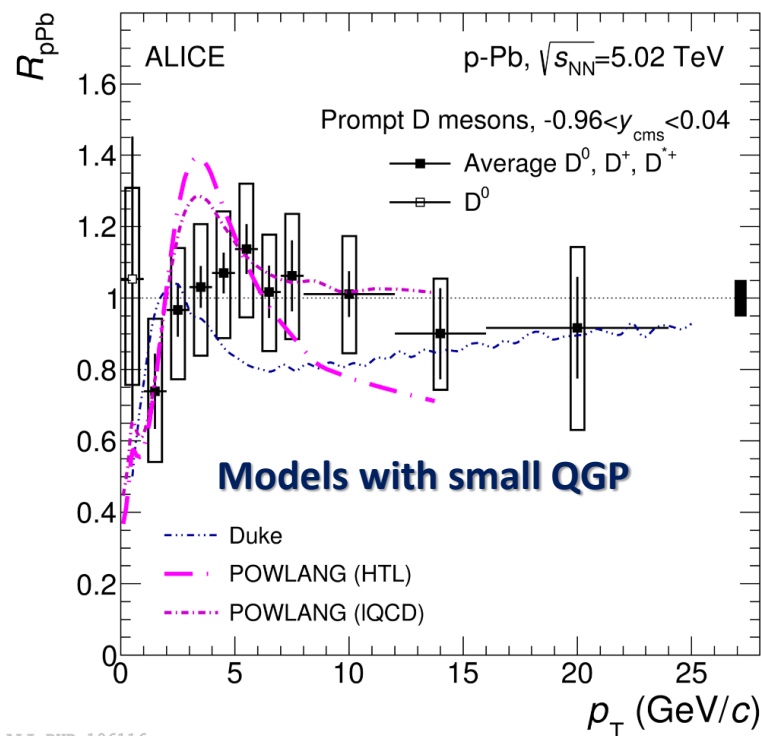 R_pPb
ALICE
p-Pb, √s_NN=5.02 TeV
Prompt D mesons, -0.96<y_cms<0.04
Average D⁰, D⁺, D*⁺
D⁰
1.6
1.4
1.2
1
0.8
0.6
0.4
0.2
0
Models with small QGP
Duke
POWLANG (HTL)
POWLANG (lQCD)
0 5 10 15 20 25
p_T (GeV/c)